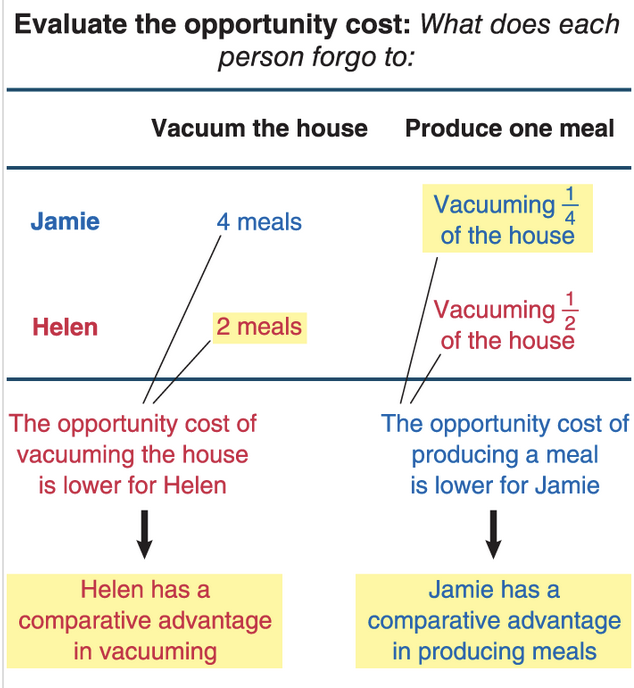 Evaluate the opportunity cost: What does each
person forgo to:
Vacuum the house Produce one meal
Jamie 4 meals Vacuuming 1/4
of the house
Helen 2 meals Vacuuming 1/2
of the house
The opportunity cost of
vacuuming the house
is lower for Helen
The opportunity cost of
producing a meal
is lower for Jamie
Helen has a
comparative advantage
in vacuuming
Jamie has a
comparative advantage
in producing meals